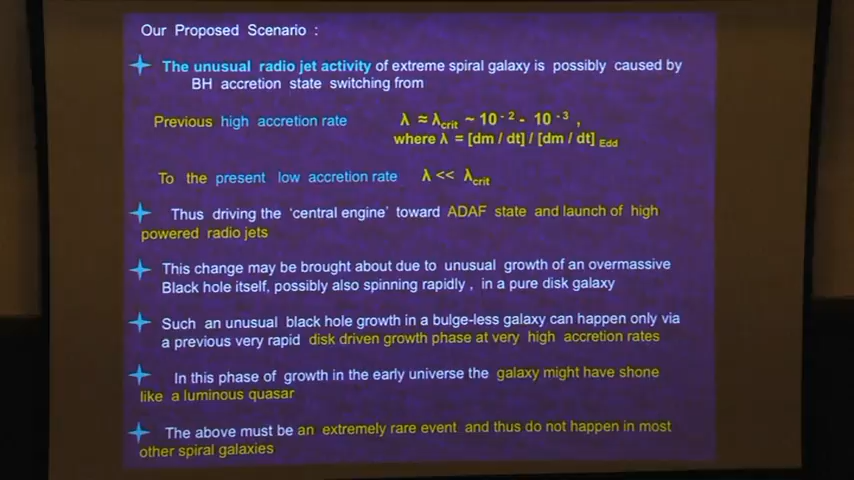 Our Proposed Scenario :
The unusual radio jet activity of extreme spiral galaxy is possibly caused by
BH accretion state switching from
Previous high accretion rate λ ≈ λcrit ~ 10 - 2 - 10 - 3 ,
where λ = [dm / dt] / [dm / dt] Edd
To the present low accretion rate λ << λcrit
Thus driving the 'central engine' toward ADAF state and launch of high
powered radio jets
This change may be brought about due to unusual growth of an overmassive
Black hole itself, possibly also spinning rapidly , in a pure disk galaxy
Such an unusual black hole growth in a bulge-less galaxy can happen only via
a previous very rapid disk driven growth phase at very high accretion rates
In this phase of growth in the early universe the galaxy might have shone
like a luminous quasar
The above must be an extremely rare event and thus do not happen in most
other spiral galaxies